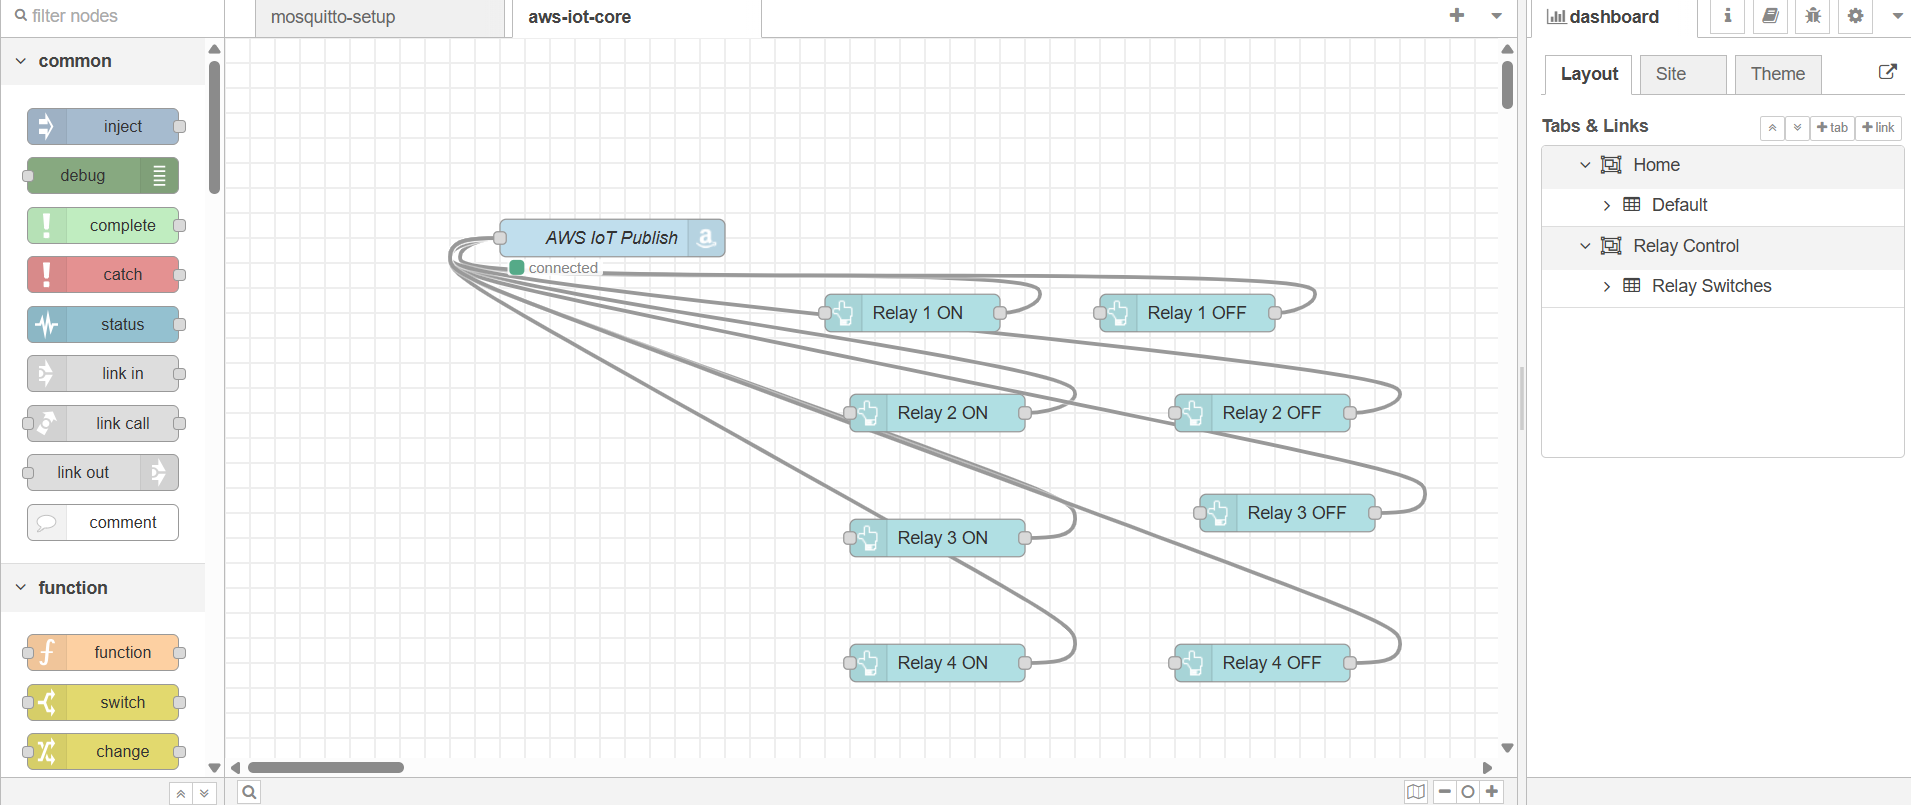 filter nodes
mosquitto-setup
aws-iot-core
dashboard
common
inject
debug
complete
catch
status
link in
link call
link out
comment
function
function
switch
change
AWS IoT Publish
connected
Relay 1 ON
Relay 1 OFF
Relay 2 ON
Relay 2 OFF
Relay 3 OFF
Relay 3 ON
Relay 4 ON
Relay 4 OFF
Layout
Site
Theme
Tabs & Links
tab
link
Home
Default
Relay Control
Relay Switches